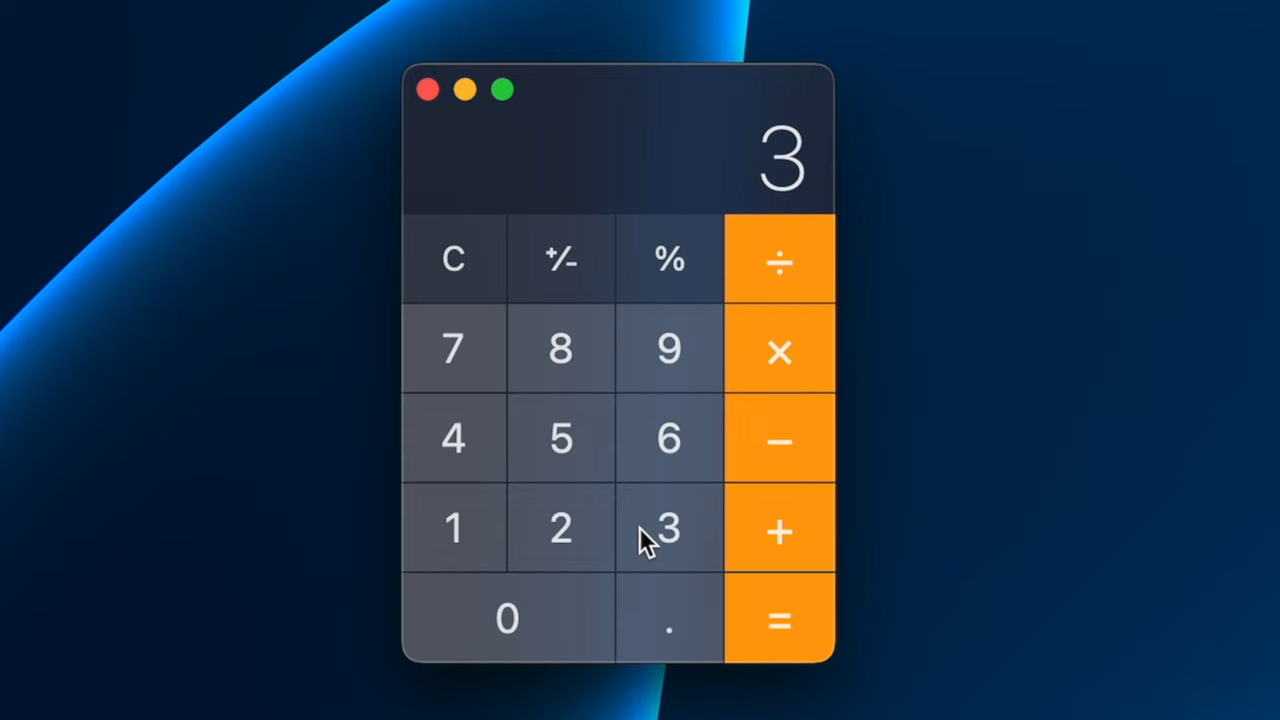 3
C ⁺⁄₋ % ÷
7 8 9 ×
4 5 6 −
1 2 3 +
0 . =